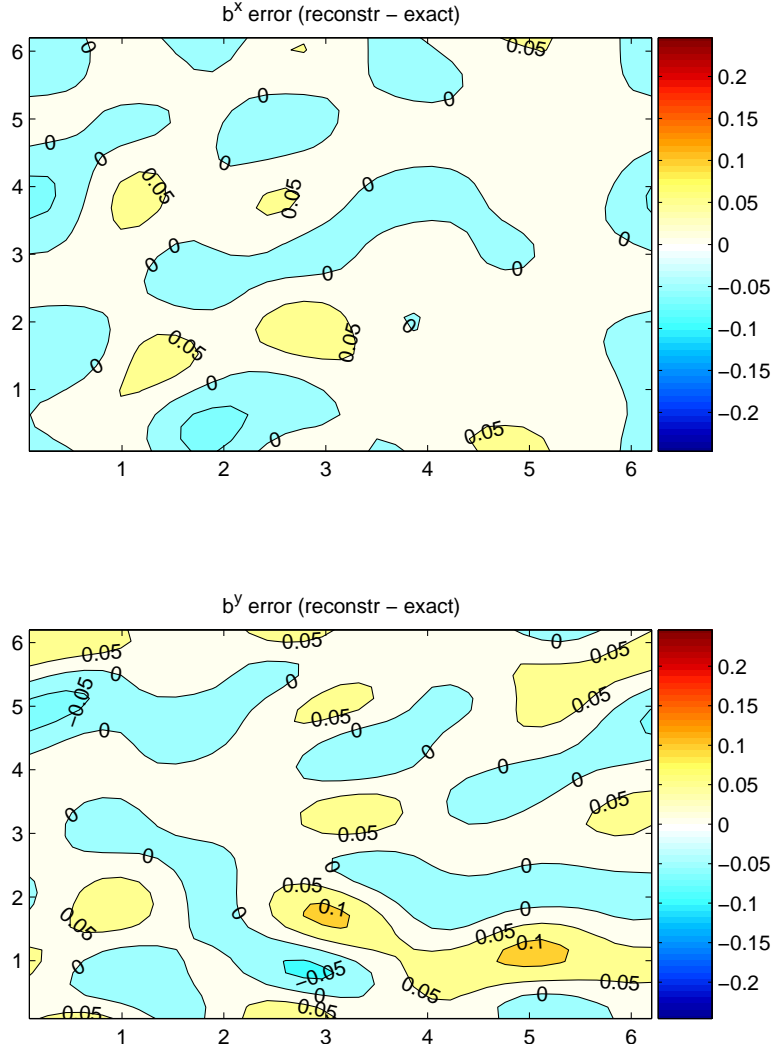 b^x error (reconstr − exact)
6 0 0.05 0.05 0
0.2
0 0
5 0.15
0 0.1
0 0
4 0.05 0.05 0 0.05
0 0 0
3 0 0 0
−0.05
2 0
0.05 0.05 −0.1
1 0 0
−0.15
0 0.05 −0.2
1 2 3 4 5 6
b^y error (reconstr − exact)
6 0.05 0.05 0 0.05
0.2
0 0
5 −0.05 0.05 0.05 0.15
0 0 0.1
4 0 0
0 0.05
3 0 0.05 0.05 0
0 0 0
−0.05
2 0.05
0.05 0 0.1 0 −0.1
1 0 −0.05 0.05 0.1 −0.15
0 0.05 0 0.05
0.05 0.05 −0.2
1 2 3 4 5 6